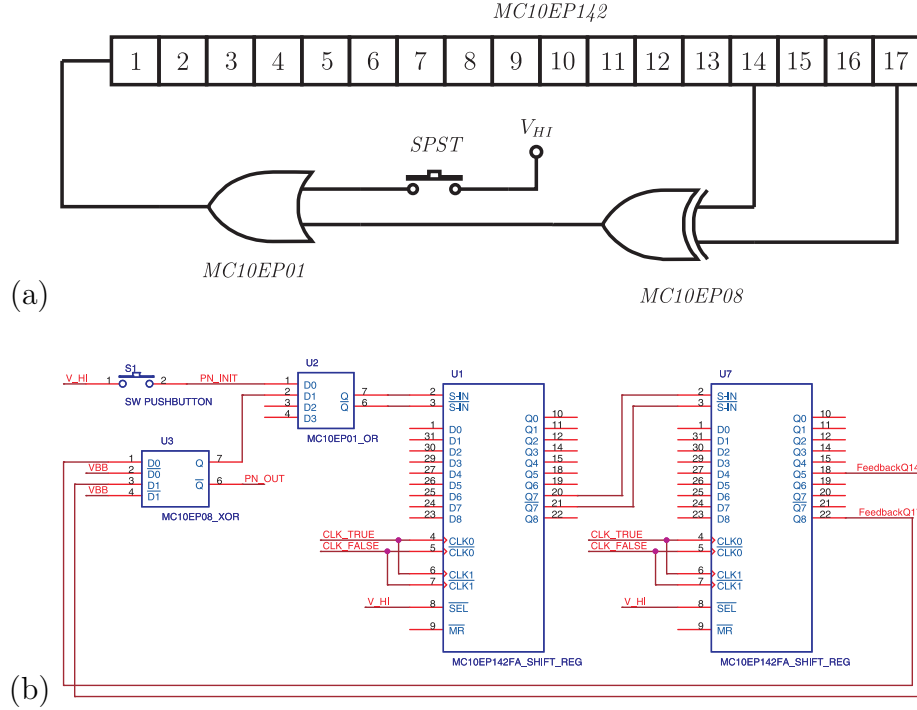 MC10EP142
1 2 3 4 5 6 7 8 9 10 11 12 13 14 15 16 17
V_HI
SPST
MC10EP01
MC10EP08
(a)
S1
V_HI 1 2 PN_INIT
SW PUSHBUTTON
U2
1 D0
2 D1 Q 7
3 D2 Q 6
4 D3
MC10EP01_OR
U3
1 D0 Q 7
VBB 2 D0
3 D1 Q 6 PN_OUT
VBB 4 D1
MC10EP08_XOR
U1
2 S-IN
3 S-IN
Q0 10
1 D0 Q1 11
31 D1 Q2 12
30 D2 Q3 13
29 D3 Q4 15
27 D4 Q5 18
26 D5 Q6 19
25 D6 Q7 20
24 D7 Q7 21
23 D8 Q8 22
CLK_TRUE 4 CLK0
CLK_FALSE 5 CLK0
6 CLK1
7 CLK1
V_HI 8 SEL
9 MR
MC10EP142FA_SHIFT_REG
U7
2 S-IN
3 S-IN
Q0 10
1 D0 Q1 11
31 D1 Q2 12
30 D2 Q3 13
29 D3 Q4 15
27 D4 Q5 18 FeedbackQ14
26 D5 Q6 19
25 D6 Q7 20
24 D7 Q7 21
23 D8 Q8 22 FeedbackQ17
CLK_TRUE 4 CLK0
CLK_FALSE 5 CLK0
6 CLK1
7 CLK1
V_HI 8 SEL
9 MR
MC10EP142FA_SHIFT_REG
(b)